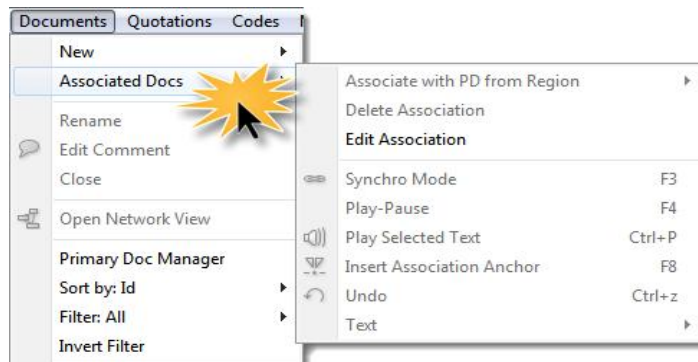 Documents Quotations Codes
New
Associated Docs
Rename
Edit Comment
Close
Open Network View
Primary Doc Manager
Sort by: Id
Filter: All
Invert Filter
Associate with PD from Region
Delete Association
Edit Association
Synchro Mode F3
Play-Pause F4
Play Selected Text Ctrl+P
Insert Association Anchor F8
Undo Ctrl+z
Text